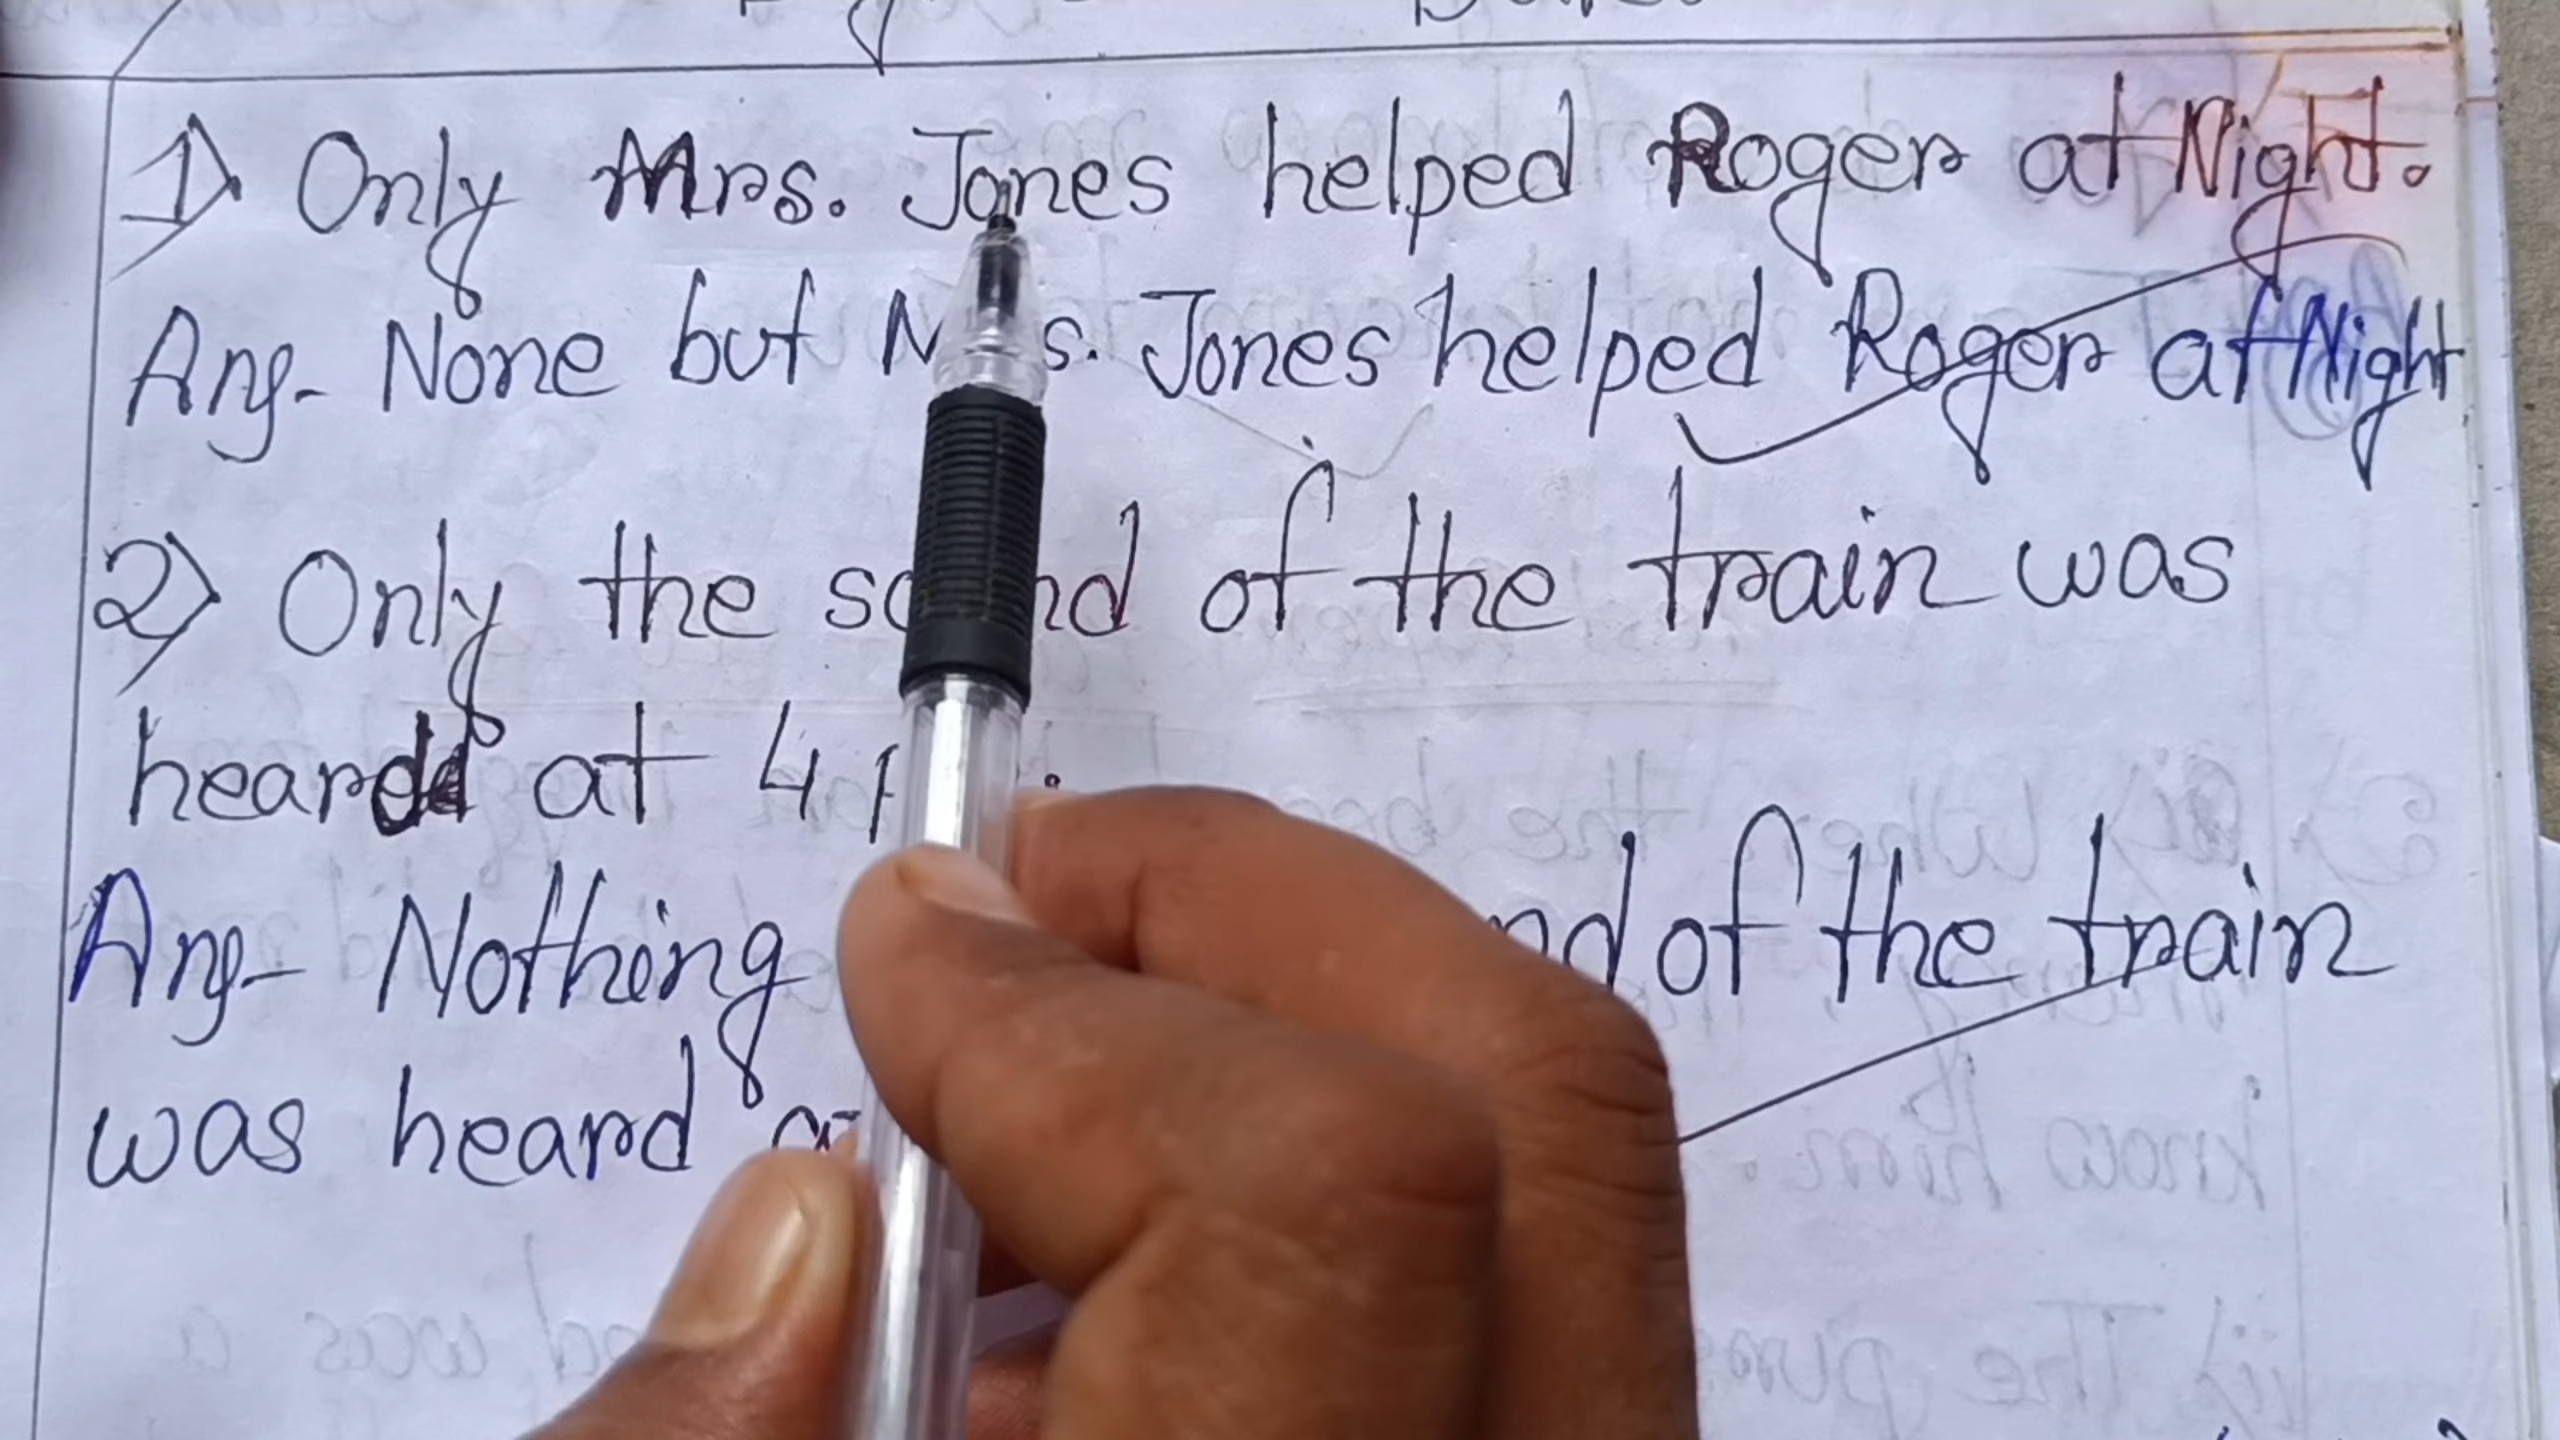 1) Only Mrs. Jones helped Roger at Night.
Ans- None but Jones helped Roger at Night
2) Only the of the train was
heard at 4
Ans- Nothing of the train
was heard